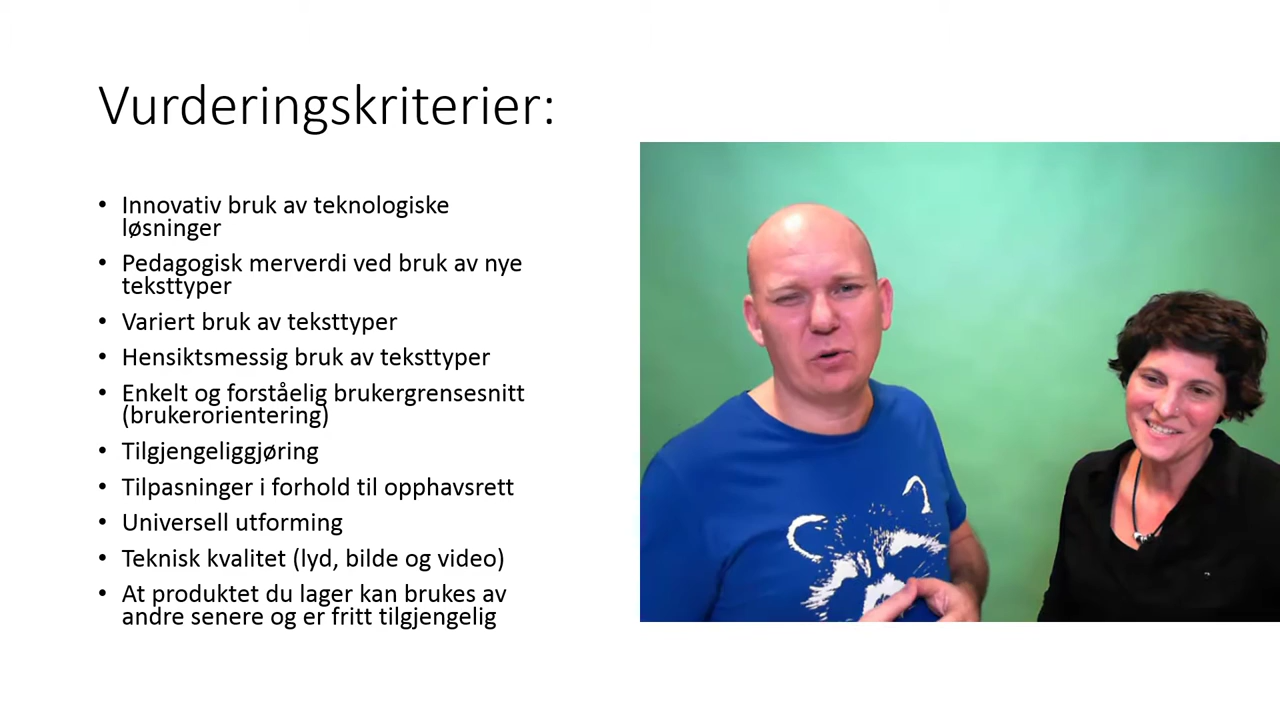 Vurderingskriterier:
• Innovativ bruk av teknologiske
løsninger
• Pedagogisk merverdi ved bruk av nye
teksttyper
• Variert bruk av teksttyper
• Hensiktsmessig bruk av teksttyper
• Enkelt og forståelig brukergrensesnitt
(brukerorientering)
• Tilgjengeliggjøring
• Tilpasninger i forhold til opphavsrett
• Universell utforming
• Teknisk kvalitet (lyd, bilde og video)
• At produktet du lager kan brukes av
andre senere og er fritt tilgjengelig